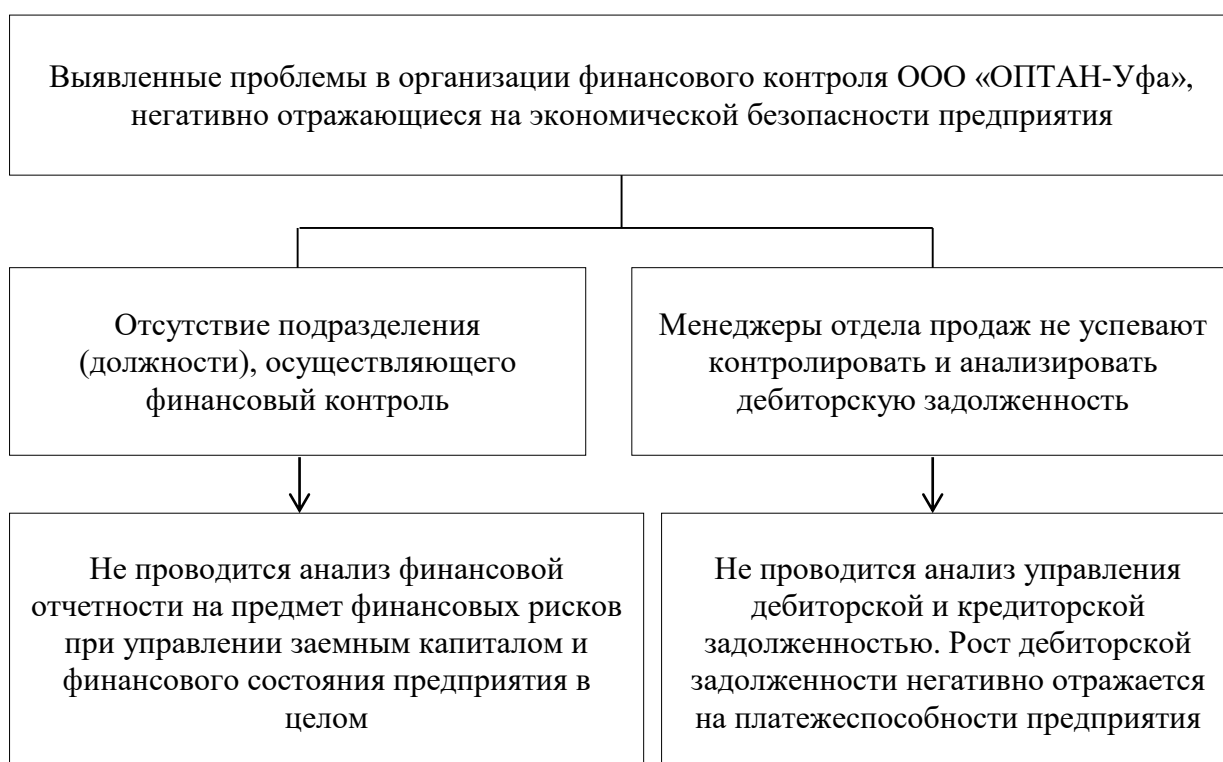 Выявленные проблемы в организации финансового контроля ООО «ОПТАН-Уфа»,
негативно отражающиеся на экономической безопасности предприятия
Отсутствие подразделения
(должности), осуществляющего
финансовый контроль
Менеджеры отдела продаж не успевают
контролировать и анализировать
дебиторскую задолженность
Не проводится анализ финансовой
отчетности на предмет финансовых рисков
при управлении заемным капиталом и
финансового состояния предприятия в
целом
Не проводится анализ управления
дебиторской и кредиторской
задолженностью. Рост дебиторской
задолженности негативно отражается
на платежеспособности предприятия